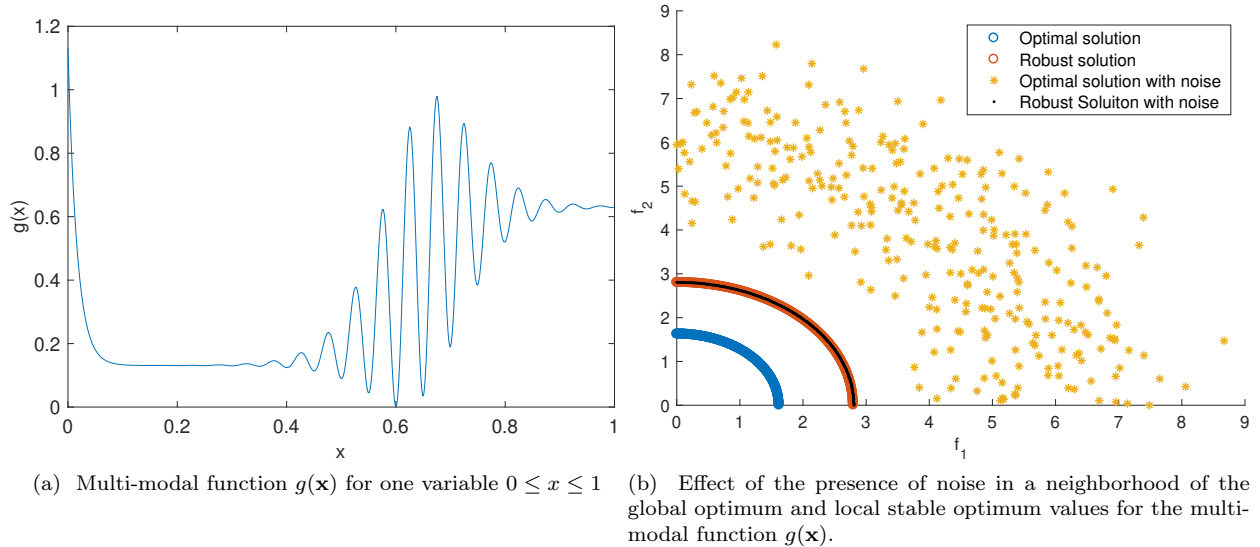 1.2
1
0.8
0.6
0.4
0.2
0
g(x)
0 0.2 0.4 0.6 0.8 1
x
9
8
7
6
5
4
3
2
1
0
f_2
Optimal solution
Robust solution
Optimal solution with noise
Robust Soluiton with noise
0 1 2 3 4 5 6 7 8 9
f_1
(a) Multi-modal function g(x) for one variable 0 ≤ x ≤ 1
(b) Effect of the presence of noise in a neighborhood of the
global optimum and local stable optimum values for the multi-
modal function g(x).